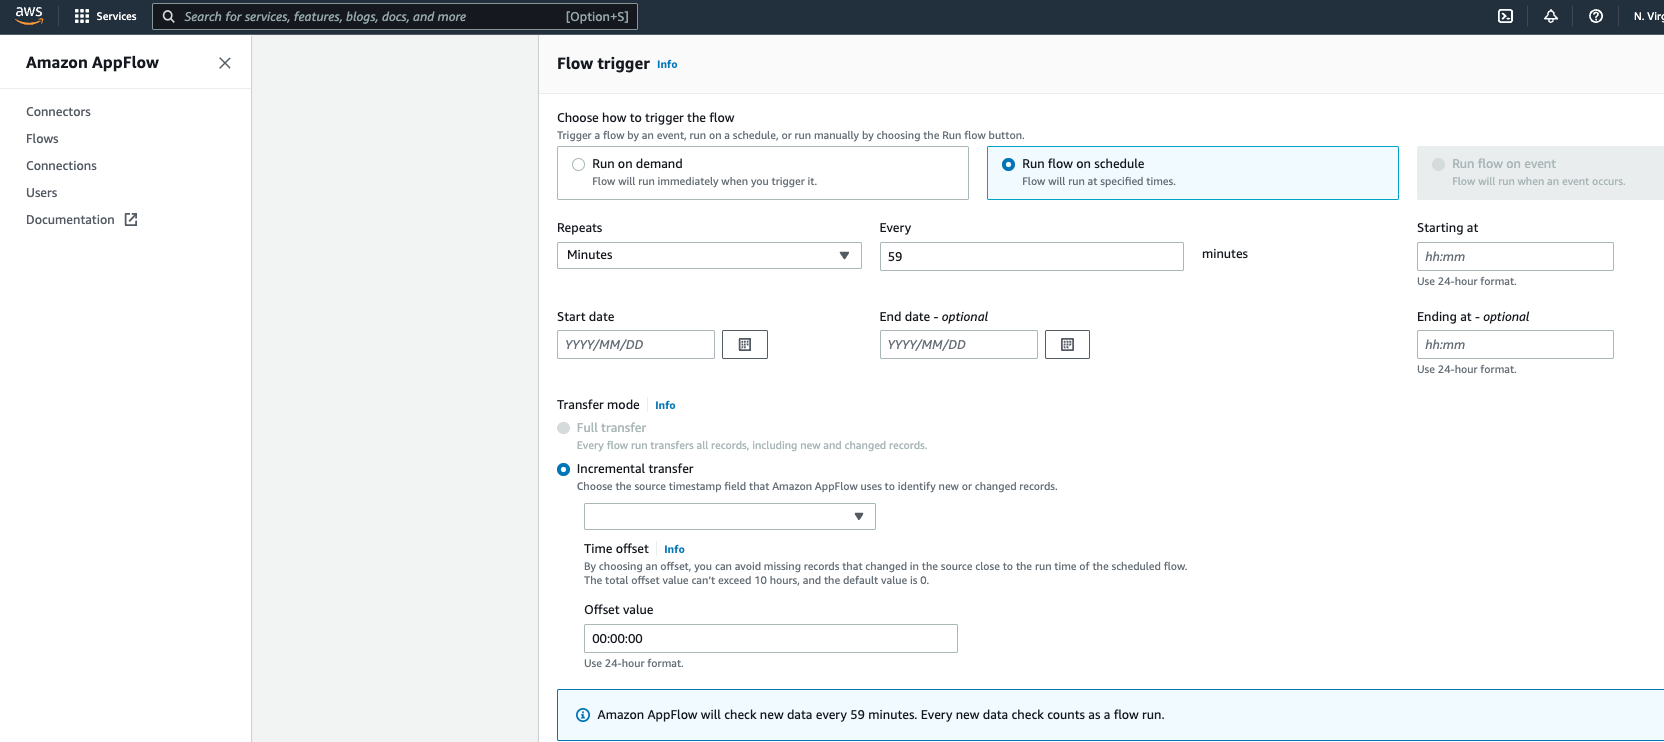 aws
Services
Search for services, features, blogs, docs, and more [Option+S]
N.
Amazon AppFlow
Connectors
Flows
Connections
Users
Documentation
Flow trigger Info
Choose how to trigger the flow
Trigger a flow by an event, run on a schedule, or run manually by choosing the Run flow button.
Run on demand
Flow will run immediately when you trigger it.
Run flow on schedule
Flow will run at specified times.
Run flow on event
Flow will run when an event occurs.
Repeats
Minutes
Every
59
minutes
Starting at
hh:mm
Use 24-hour format.
Start date
YYYY/MM/DD
End date - optional
YYYY/MM/DD
Ending at - optional
hh:mm
Use 24-hour format.
Transfer mode Info
Full transfer
Every flow run transfers all records, including new and changed records.
Incremental transfer
Choose the source timestamp field that Amazon AppFlow uses to identify new or changed records.
Time offset Info
By choosing an offset, you can avoid missing records that changed in the source close to the run time of the scheduled flow.
The total offset value can't exceed 10 hours, and the default value is 0.
Offset value
00:00:00
Use 24-hour format.
Amazon AppFlow will check new data every 59 minutes. Every new data check counts as a flow run.